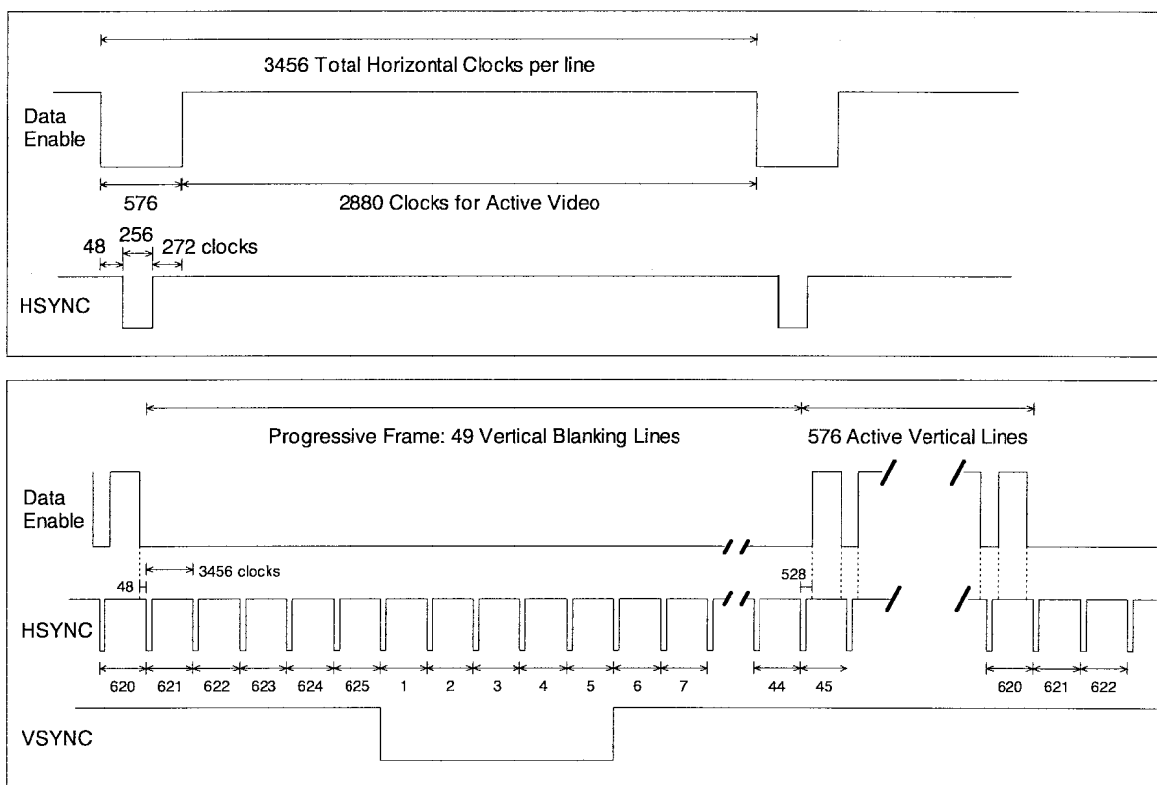 3456 Total Horizontal Clocks per line
Data
Enable
576
2880 Clocks for Active Video
256
48
272 clocks
HSYNC
Progressive Frame: 49 Vertical Blanking Lines
576 Active Vertical Lines
Data
Enable
48
3456 clocks
528
HSYNC
620 621 622 623 624 625 1 2 3 4 5 6 7 44 45 620 621 622
VSYNC